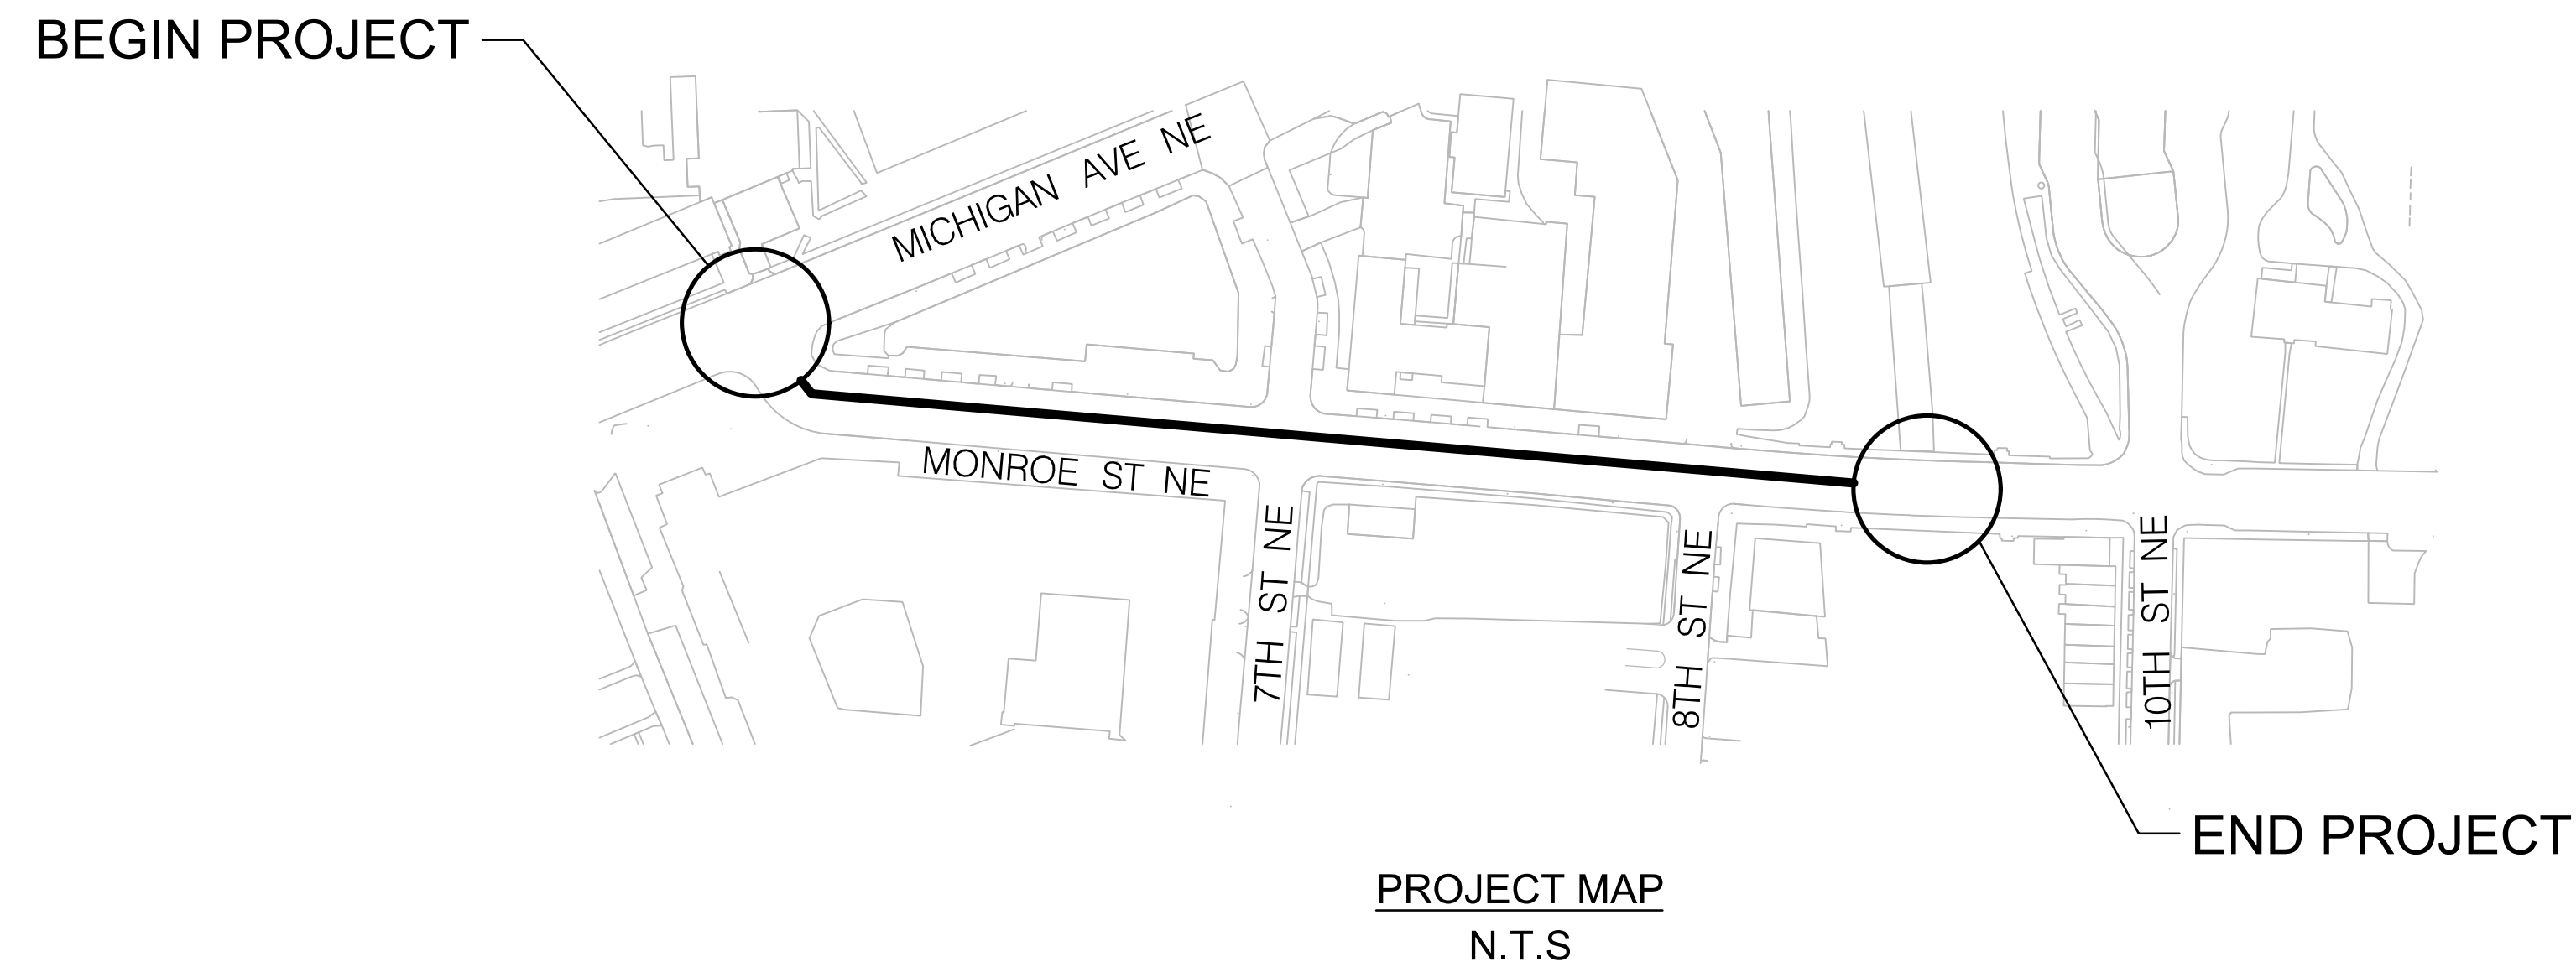 BEGIN PROJECT
MICHIGAN AVE NE
MONROE ST NE
7TH ST NE
8TH ST NE
10TH ST NE
END PROJECT
PROJECT MAP
N.T.S